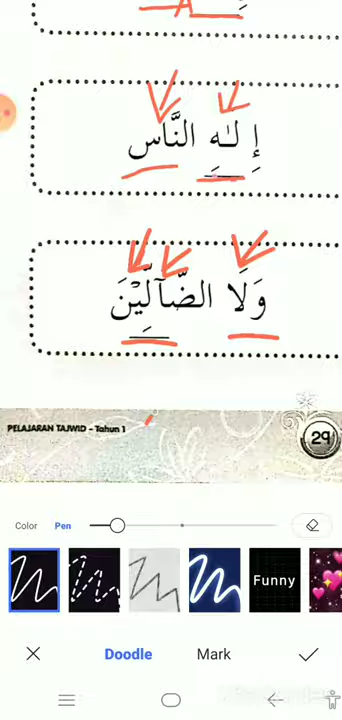 إِلَـٰهِ النَّاسِ
وَلَا الضَّآلِّيْنَ
PELAJARAN TAJWID - Tahun 1
29
Color Pen
Funny
Doodle Mark